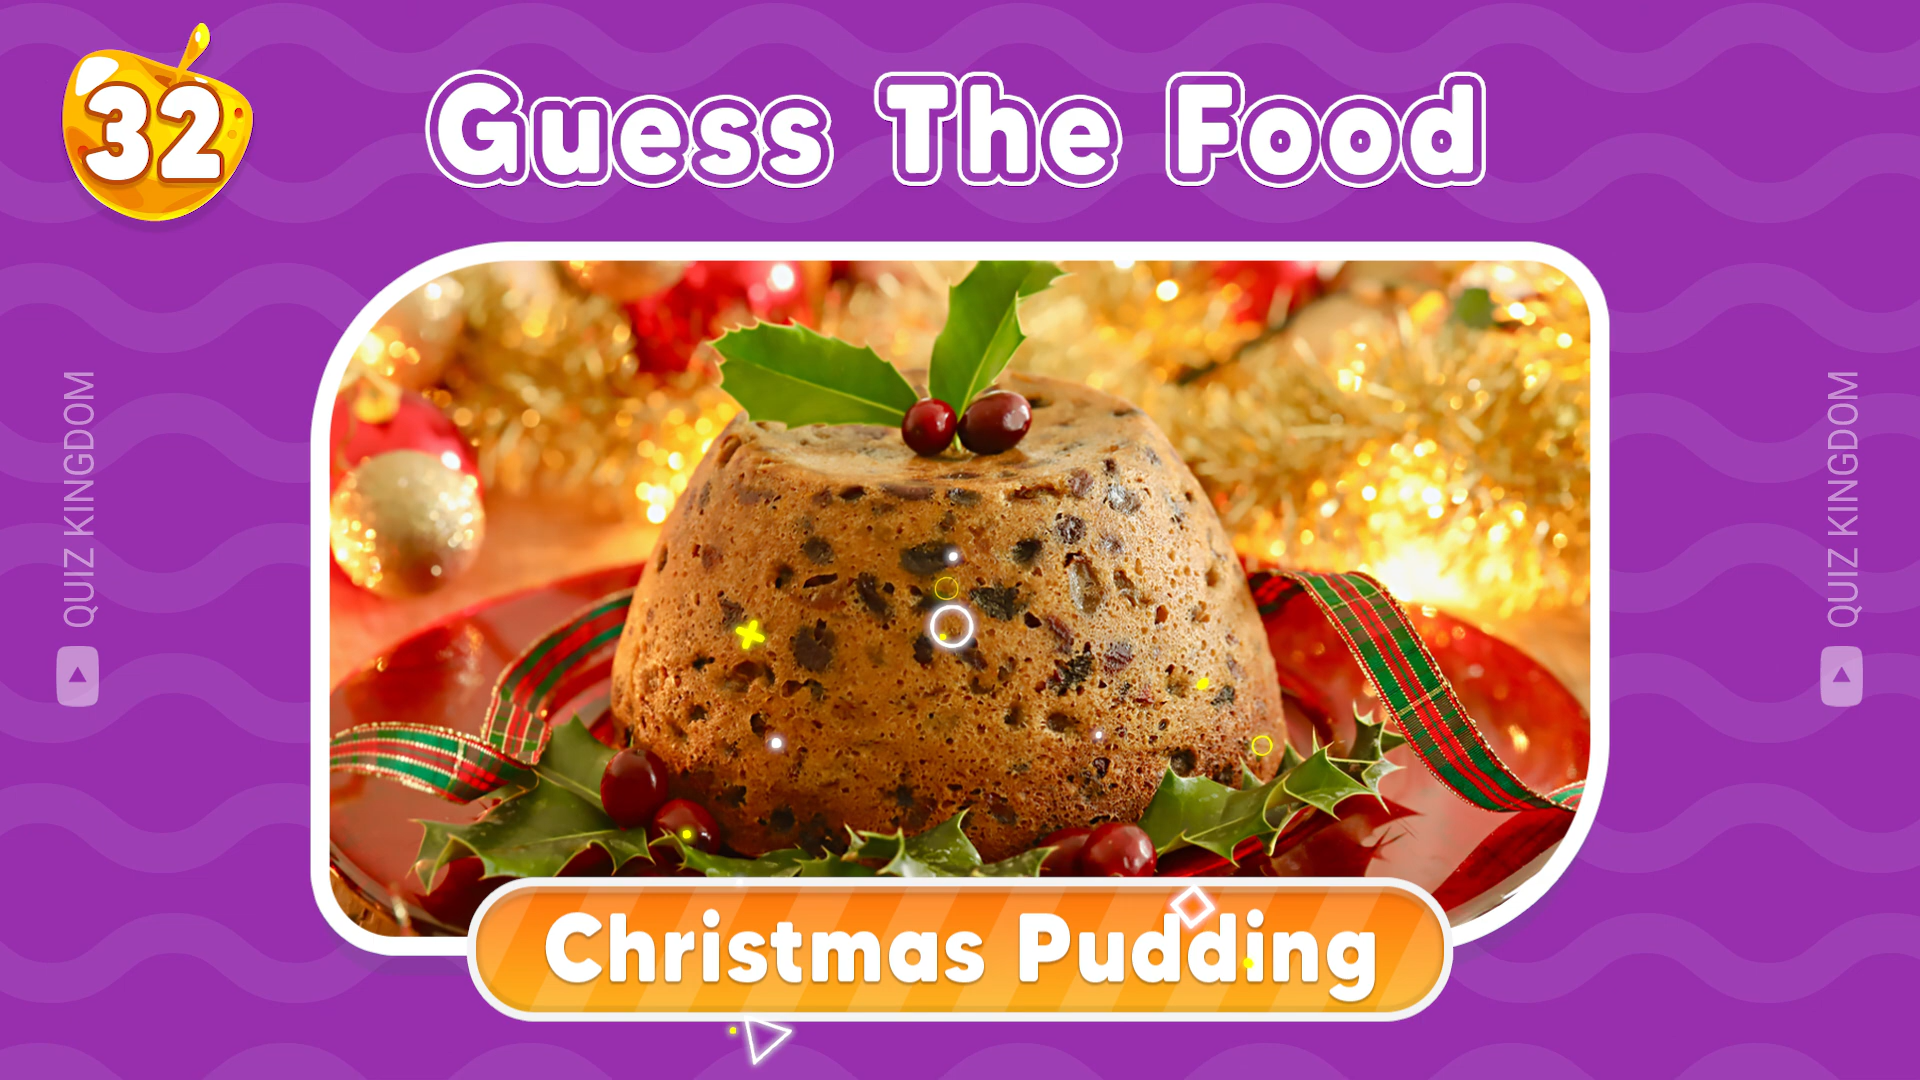 32
Guess The Food
QUIZ KINGDOM
QUIZ KINGDOM
Christmas Pudding